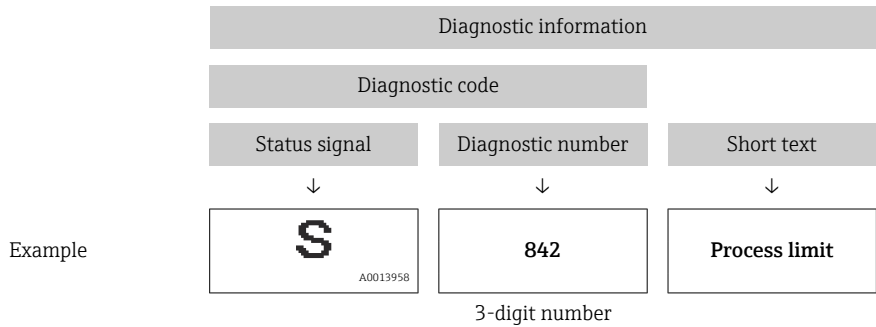 Diagnostic information
Diagnostic code
Status signal Diagnostic number Short text
↓ ↓ ↓
Example S 842 Process limit
A0013958
3-digit number